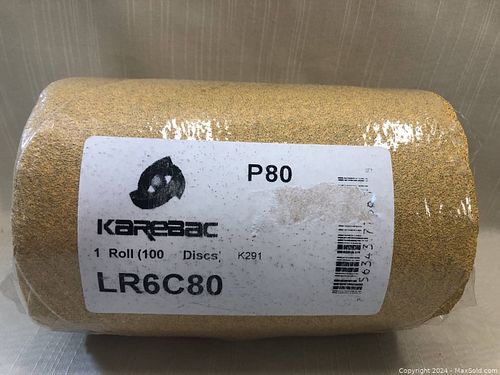 P80
KAREBAC
1 Roll (100 Discs, K291
LR6C80
Copyright 2024 - MaxSold.com